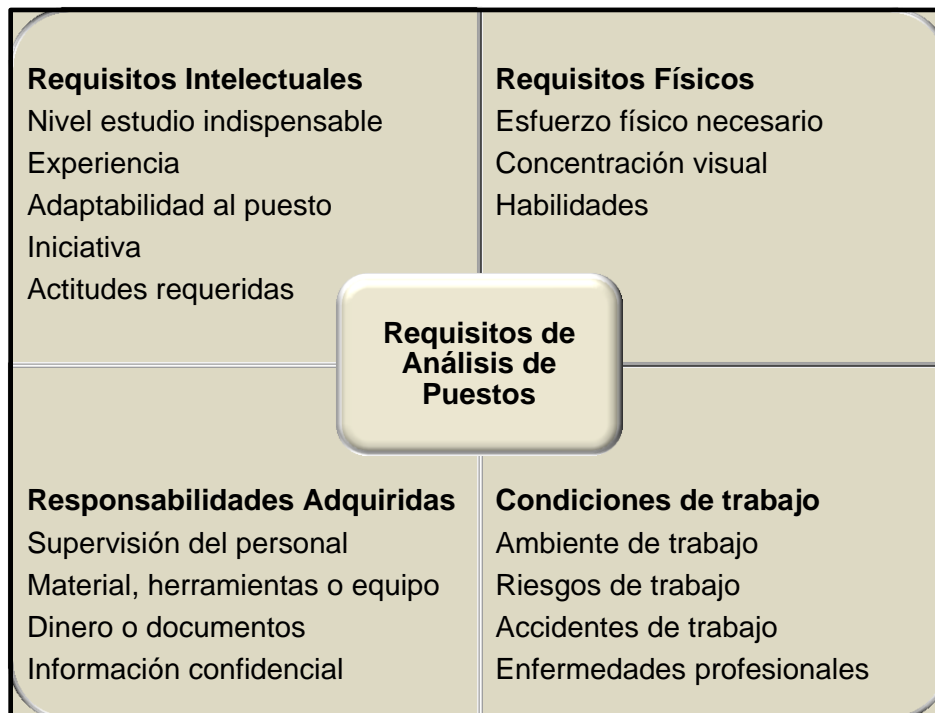 Requisitos Intelectuales
Nivel estudio indispensable
Experiencia
Adaptabilidad al puesto
Iniciativa
Actitudes requeridas
Requisitos Físicos
Esfuerzo físico necesario
Concentración visual
Habilidades
Requisitos de
Análisis de
Puestos
Responsabilidades Adquiridas
Supervisión del personal
Material, herramientas o equipo
Dinero o documentos
Información confidencial
Condiciones de trabajo
Ambiente de trabajo
Riesgos de trabajo
Accidentes de trabajo
Enfermedades profesionales